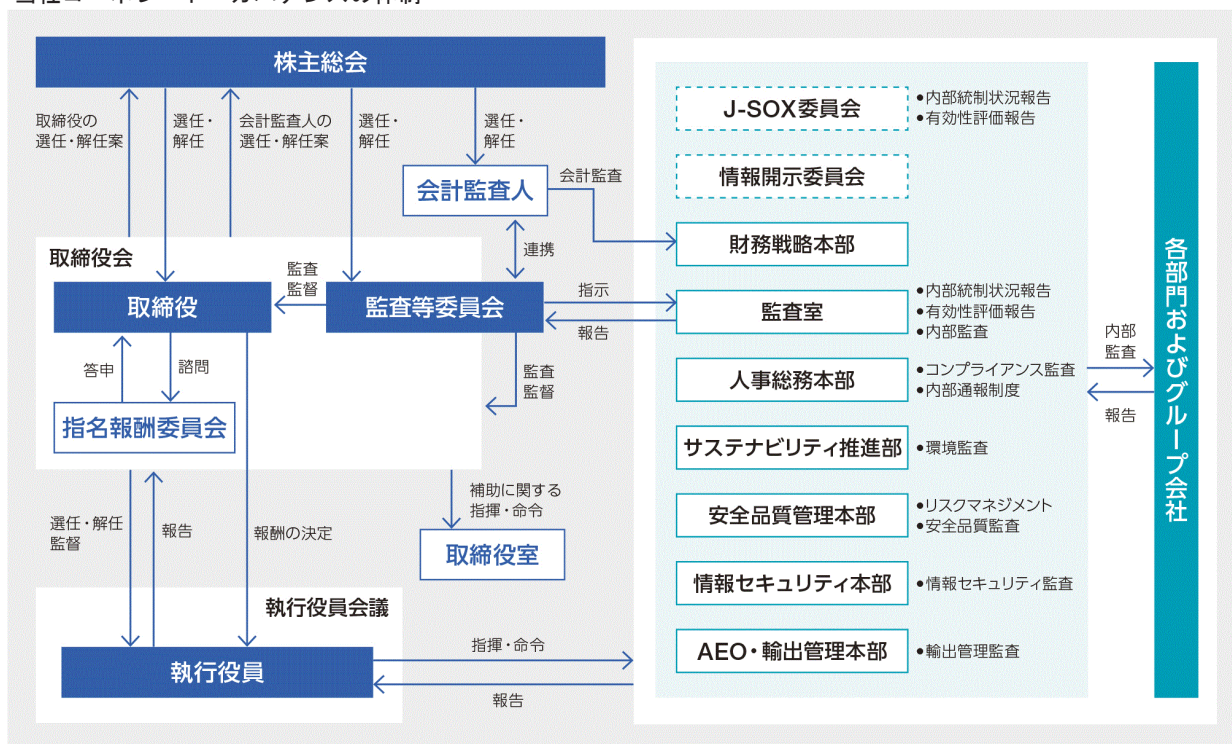 株主総会
取締役の
選任・解任案
選任・
解任
会計監査人の
選任・解任案
選任・
解任
選任・
解任
会計監査人
会計監査
連携
取締役会
取締役
監査
監督
監査等委員会
指示
報告
答申
諮問
監査
監督
指名報酬委員会
選任・解任
監督
報告
報酬の決定
補助に関する
指揮・命令
取締役室
執行役員会議
執行役員
指揮・命令
報告
J-SOX委員会
●内部統制状況報告
●有効性評価報告
情報開示委員会
財務戦略本部
監査室
●内部統制状況報告
●有効性評価報告
●内部監査
人事総務本部
●コンプライアンス監査
●内部通報制度
サステナビリティ推進部
●環境監査
安全品質管理本部
●リスクマネジメント
●安全品質監査
情報セキュリティ本部
●情報セキュリティ監査
AEO・輸出管理本部
●輸出管理監査
内部
監査
報告
各部門およびグループ会社